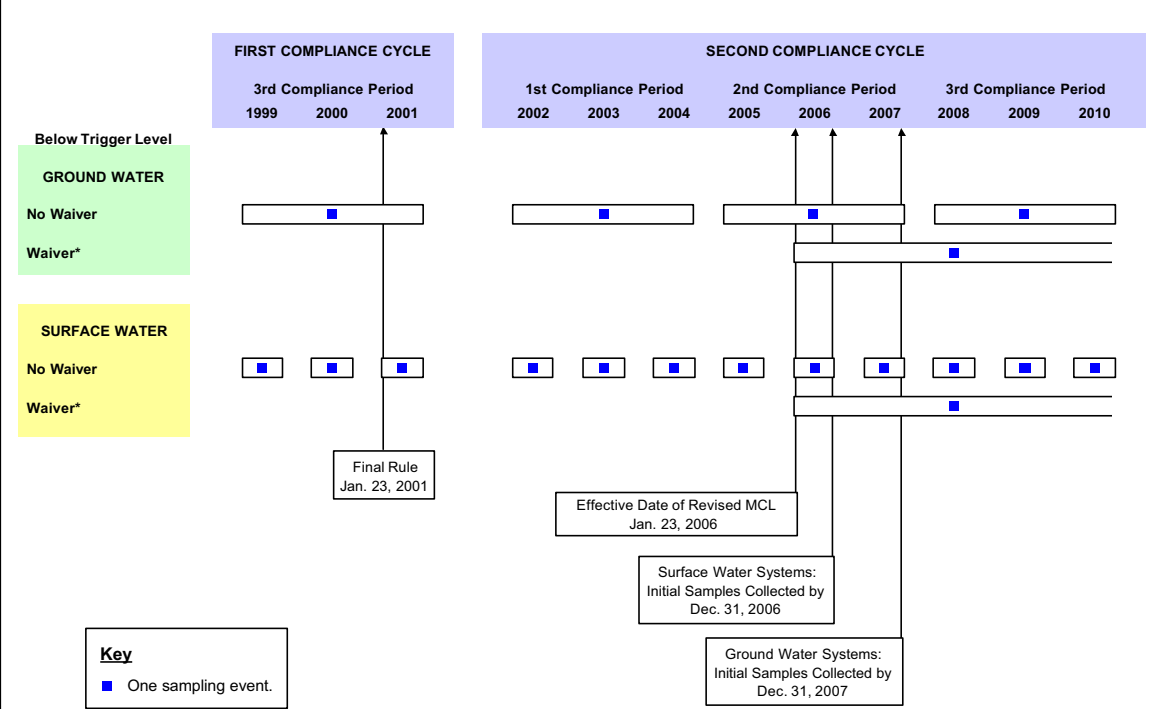 FIRST COMPLIANCE CYCLE
3rd Compliance Period
1999 2000 2001
SECOND COMPLIANCE CYCLE
1st Compliance Period 2nd Compliance Period 3rd Compliance Period
2002 2003 2004 2005 2006 2007 2008 2009 2010
Below Trigger Level
GROUND WATER
No Waiver
Waiver*
SURFACE WATER
No Waiver
Waiver*
Final Rule
Jan. 23, 2001
Effective Date of Revised MCL
Jan. 23, 2006
Surface Water Systems:
Initial Samples Collected by
Dec. 31, 2006
Ground Water Systems:
Initial Samples Collected by
Dec. 31, 2007
Key
One sampling event.